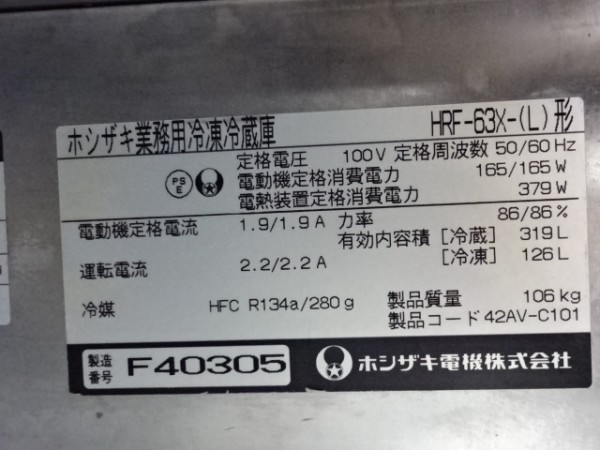 ホシザキ業務用冷凍冷蔵庫 HRF-63X-(L)形
PS E 定格電圧 100V 定格周波数 50/60 Hz
電動機定格消費電力 165/165 W
電熱装置定格消費電力 379 W
電動機定格電流 1.9/1.9 A 力率 86/86 %
有効内容積 [冷蔵] 319 L
運転電流 2.2/2.2 A [冷凍] 126 L
冷媒 HFC R134a/280 g 製品質量 106 kg
製品コード 42AV-C101
製造番号 F40305 ホシザキ電機株式会社